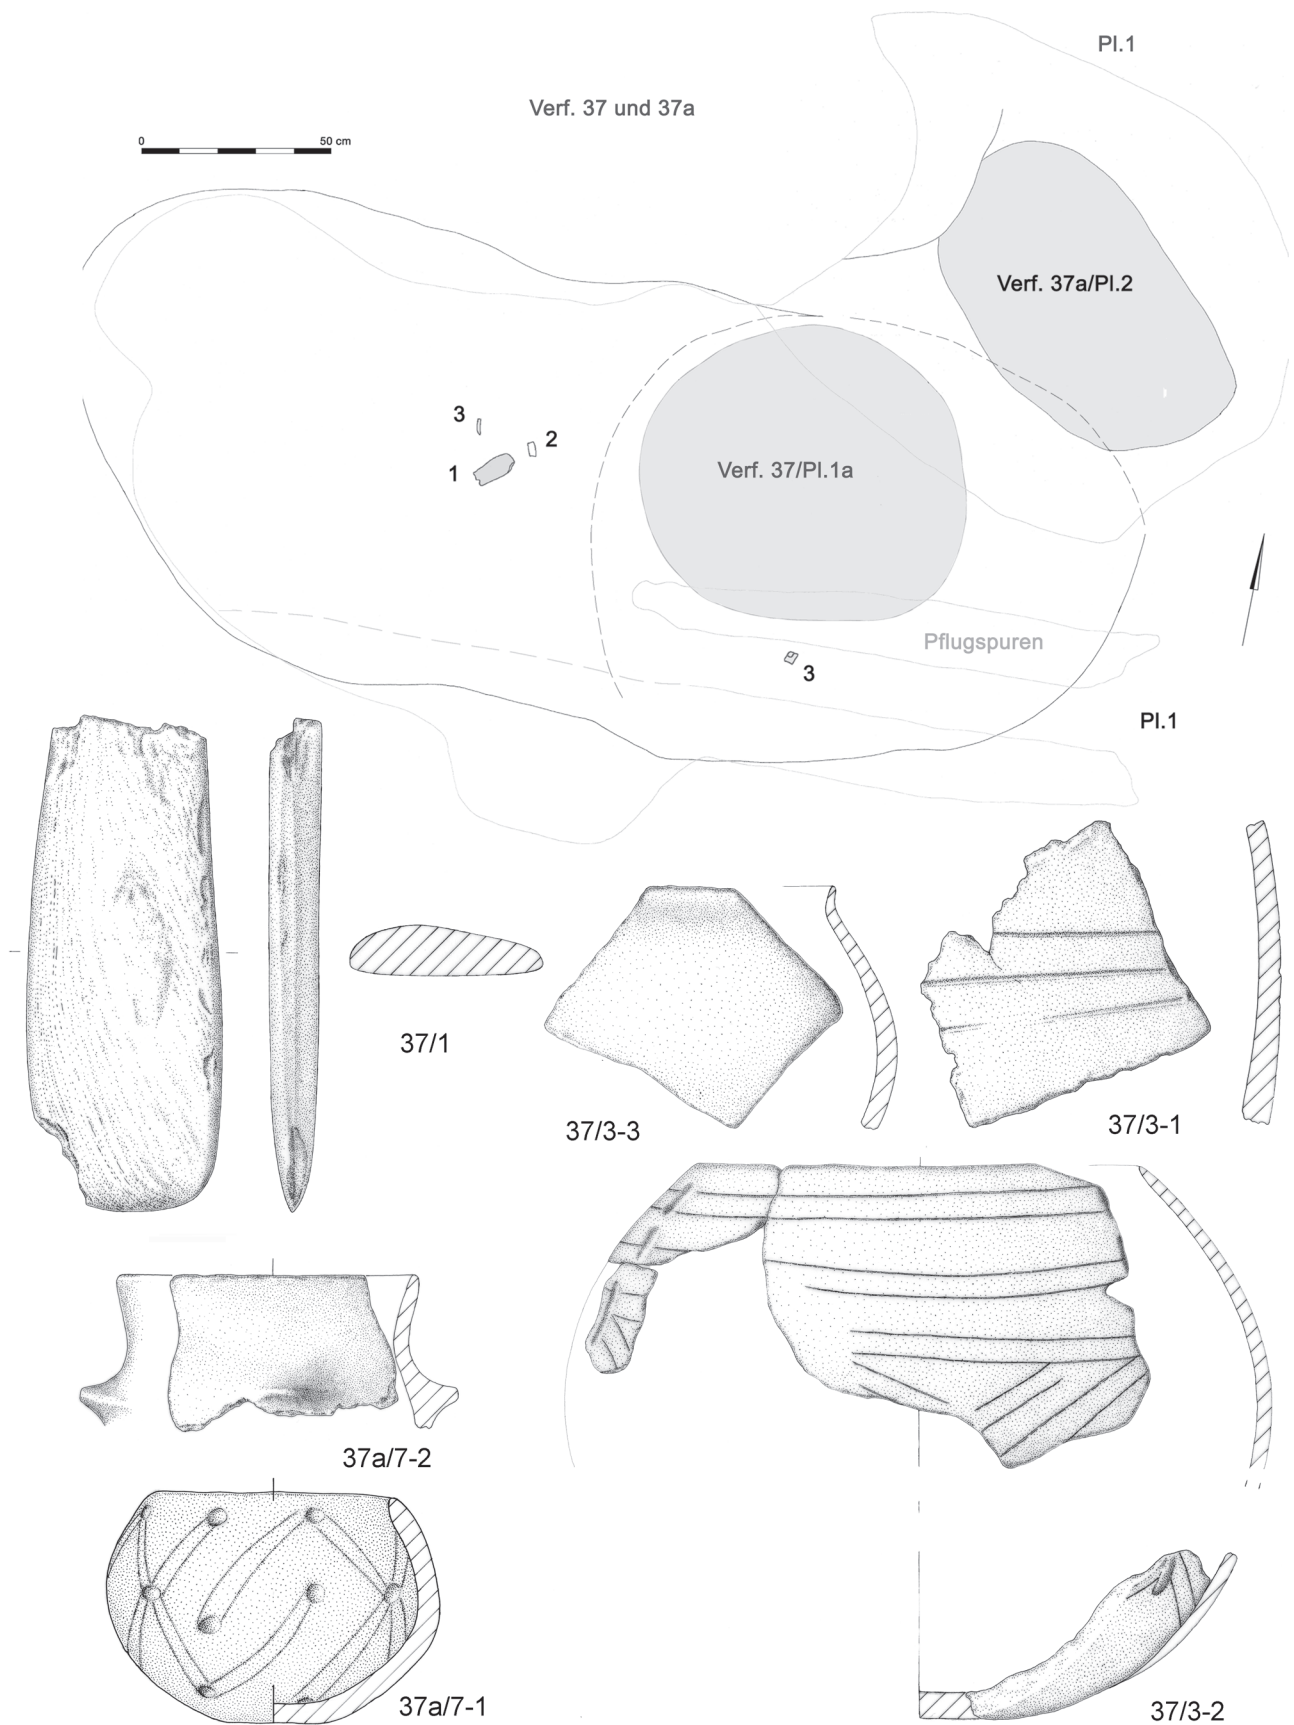 Pl.1
Verf. 37 und 37a
0 50 cm
Verf. 37a/Pl.2
3
2
1
Verf. 37/Pl.1a
Pflugspuren
3
Pl.1
37/1
37/3-3
37/3-1
37a/7-2
37a/7-1
37/3-2